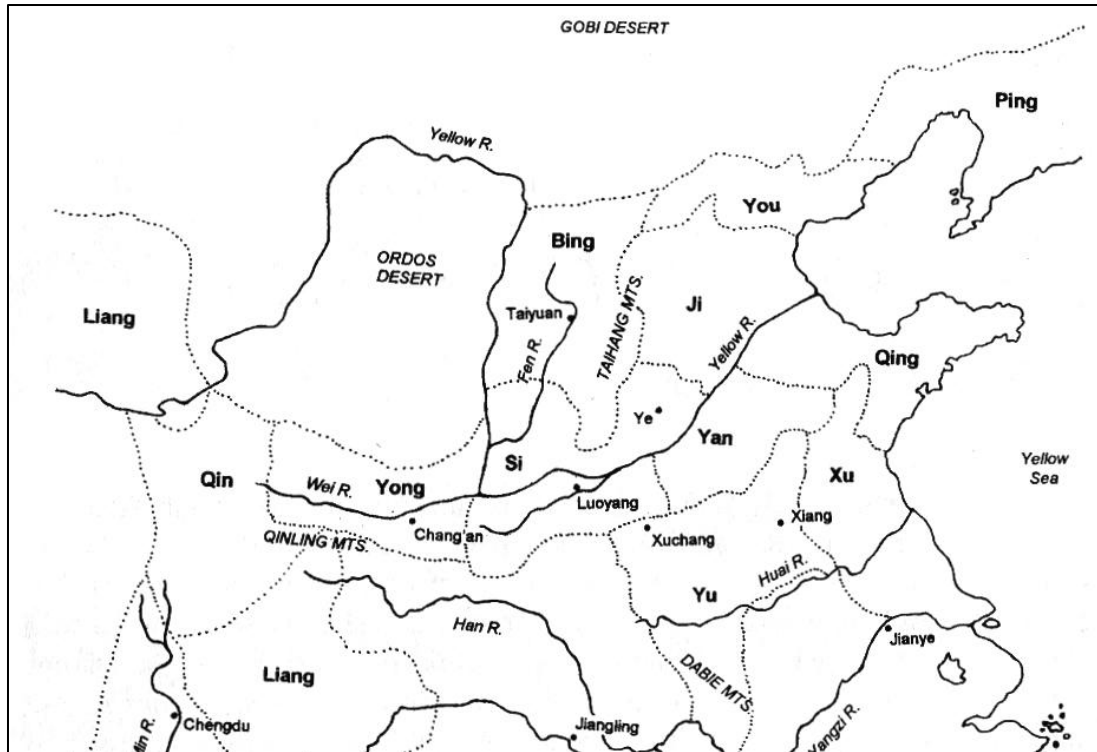 GOBI DESERT
Ping
Yellow R.
You
Bing
ORDOS
DESERT
TAIHANG MTS.
Ji
Liang
Taiyuan
Fen R.
Yellow R.
Qing
Ye
Yan
Si
Xu
Yellow
Sea
Qin
Wei R.
Yong
Luoyang
Xiang
Chang'an
Xuchang
QINLING MTS.
Huai R.
Yu
Han R.
Jianye
Liang
DABIE MTS.
Chengdu
Jiangling
Min R.
Yangzi R.